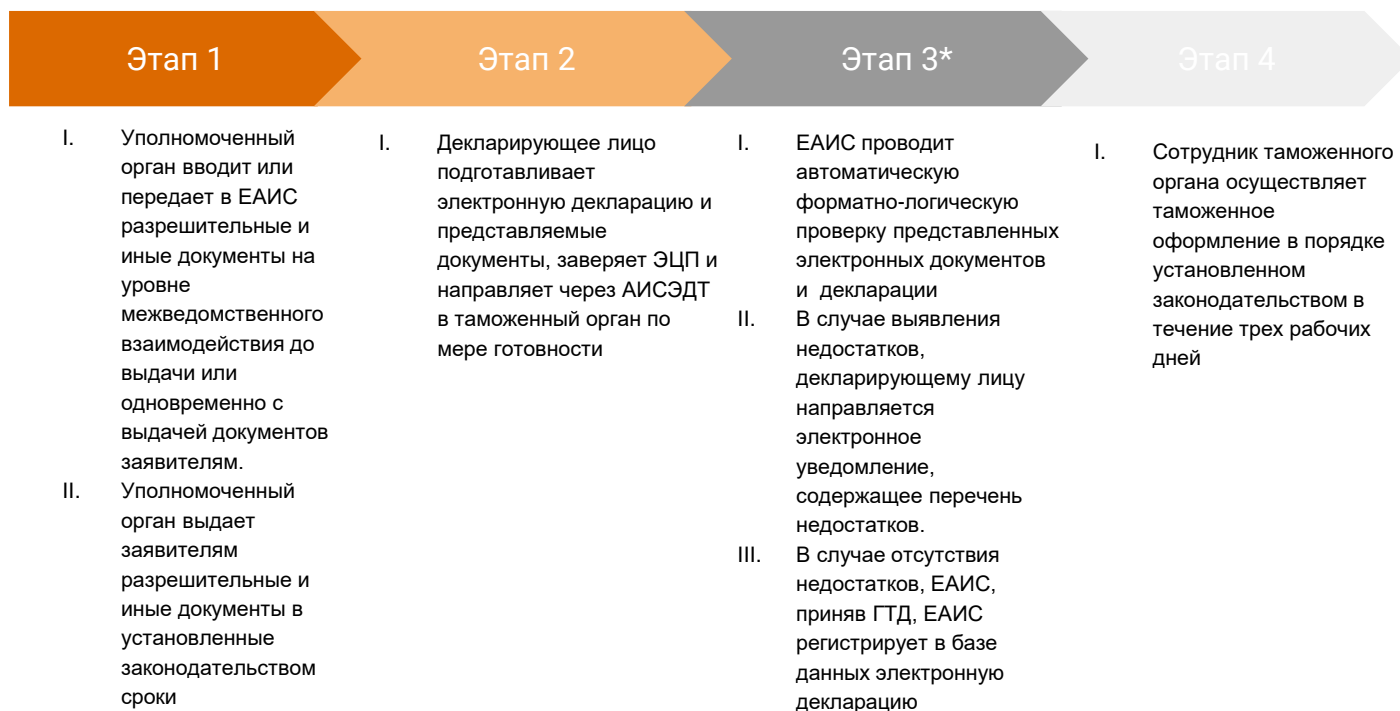 Этап 1
Этап 2
Этап 3*
Этап 4
I. Уполномоченный
орган вводит или
передает в ЕАИС
разрешительные и
иные документы на
уровне
межведомственного
взаимодействия до
выдачи или
одновременно с
выдачей документов
заявителям.
II. Уполномоченный
орган выдает
заявителям
разрешительные и
иные документы в
установленные
законодательством
сроки
I. Декларирующее лицо
подготавливает
электронную декларацию и
представляемые
документы, заверяет ЭЦП и
направляет через АИСЭДТ
в таможенный орган по
мере готовности
I. ЕАИС проводит
автоматическую
форматно-логическую
проверку представленных
электронных документов
и декларации
II. В случае выявления
недостатков,
декларирующему лицу
направляется
электронное
уведомление,
содержащее перечень
недостатков.
III. В случае отсутствия
недостатков, ЕАИС,
приняв ГТД, ЕАИС
регистрирует в базе
данных электронную
декларацию
I. Сотрудник таможенного
органа осуществляет
таможенное
оформление в порядке
установленном
законодательством в
течение трех рабочих
дней